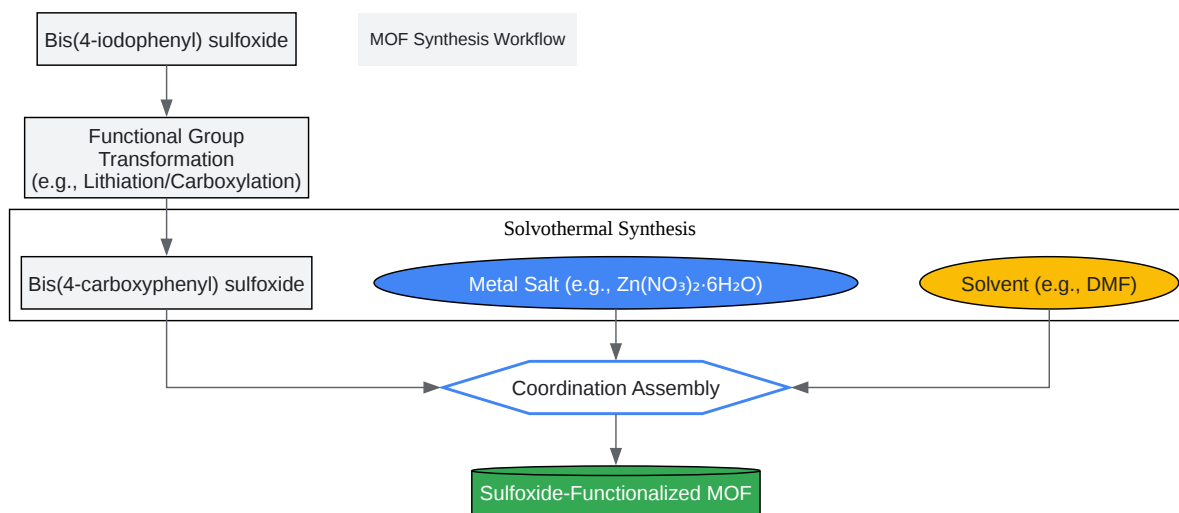 Bis(4-iodophenyl) sulfoxide
MOF Synthesis Workflow
Functional Group
Transformation
(e.g., Lithiation/Carboxylation)
Solvothermal Synthesis
Bis(4-carboxyphenyl) sulfoxide
Metal Salt (e.g., Zn(NO₃)₂·6H₂O)
Solvent (e.g., DMF)
Coordination Assembly
Sulfoxide-Functionalized MOF